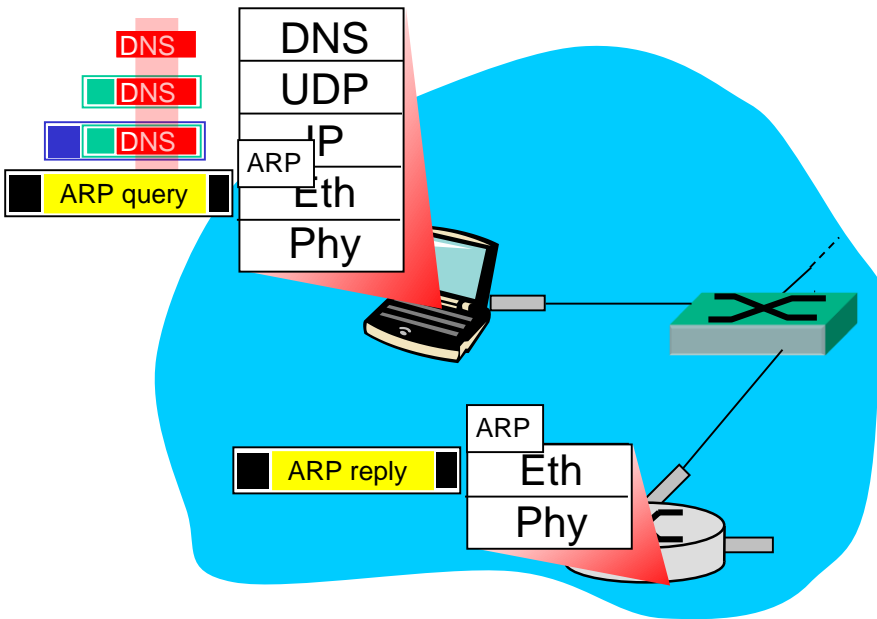 DNS
DNS
DNS
ARP query
DNS
UDP
IP
ARP
Eth
Phy
ARP reply
ARP
Eth
Phy